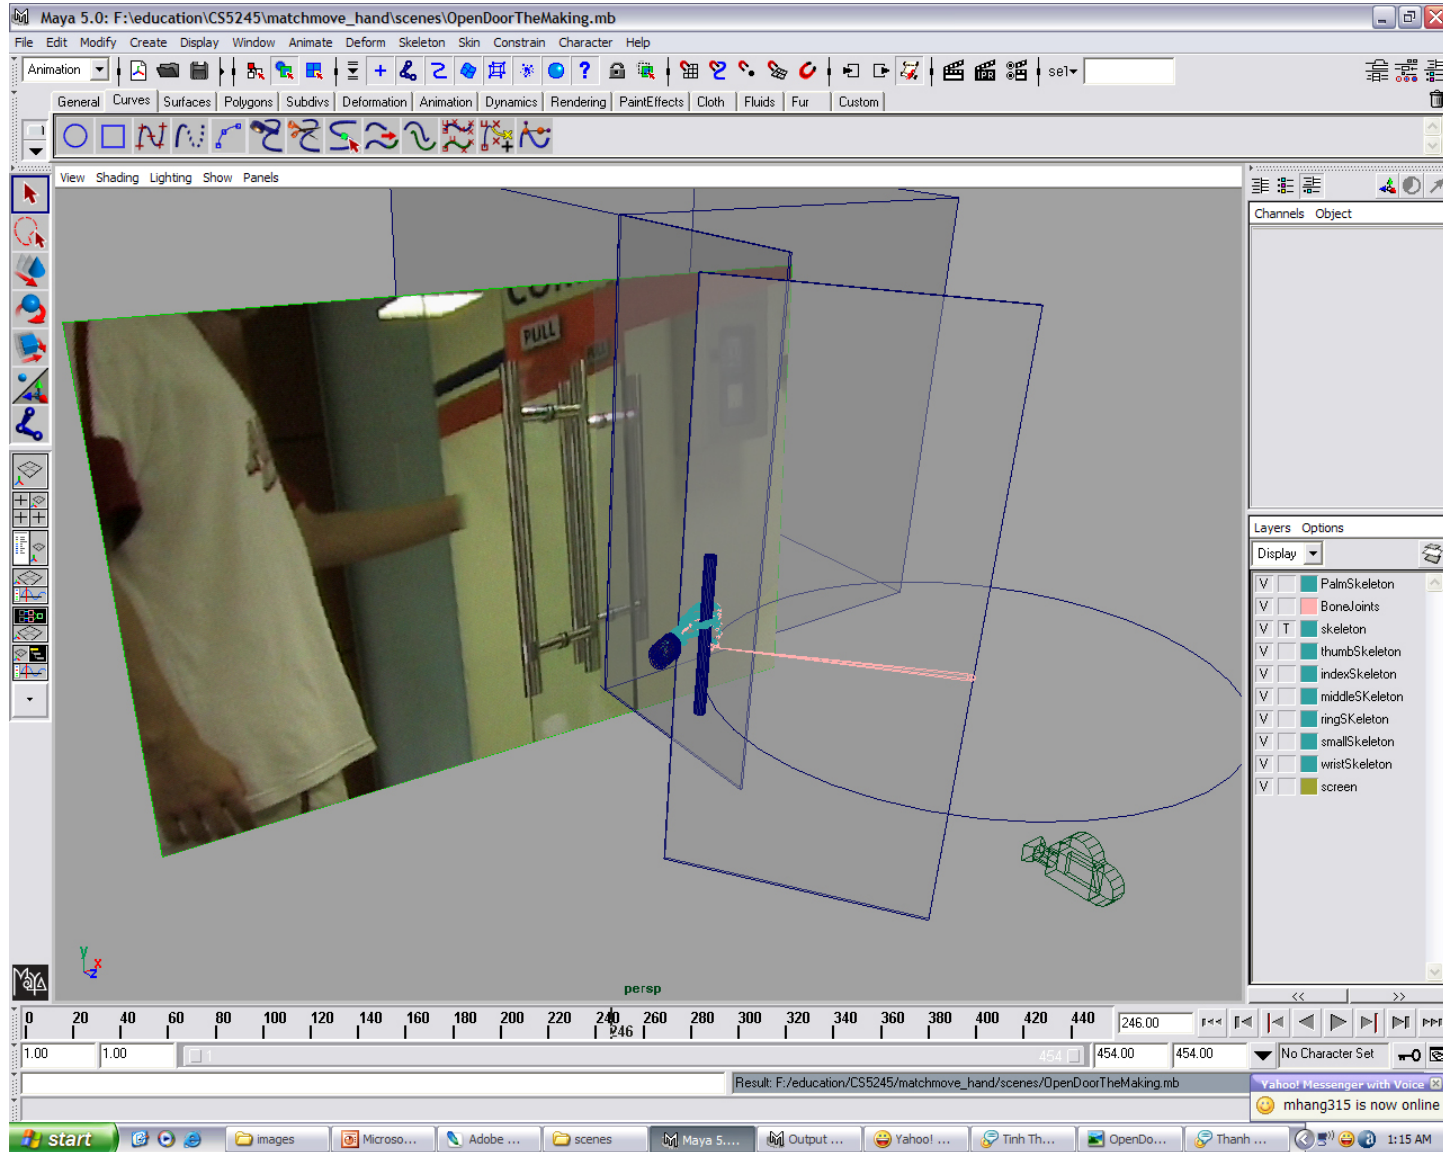 Maya 5.0: F:\education\CS5245\matchmove_hand\scenes\OpenDoorTheMaking.mb
File Edit Modify Create Display Window Animate Deform Skeleton Skin Constrain Character Help
Animation IPR sel
General Curves Surfaces Polygons Subdivs Deformation Animation Dynamics Rendering PaintEffects Cloth Fluids Fur Custom
View Shading Lighting Show Panels
Channels Object
PULL
Layers Options
Display
V PalmSkeleton
V BoneJoints
V T skeleton
V thumbSkeleton
V indexSkeleton
V middleSKeleton
V ringSKeleton
V smallSkeleton
V wristSkeleton
V screen
y x z
persp
MAYA
<< >>
0 20 40 60 80 100 120 140 160 180 200 220 240 260 280 300 320 340 360 380 400 420 440 246.00
246
1.00 1.00 1 454 454.00 454.00 No Character Set
Result: F:/education/CS5245/matchmove_hand/scenes/OpenDoorTheMaking.mb
Yahoo! Messenger with Voice
mhang315 is now online
start images Microso... Adobe ... scenes Maya 5.... Output ... Yahoo! ... Tinh Th... OpenDo... Thanh ... 1:15 AM